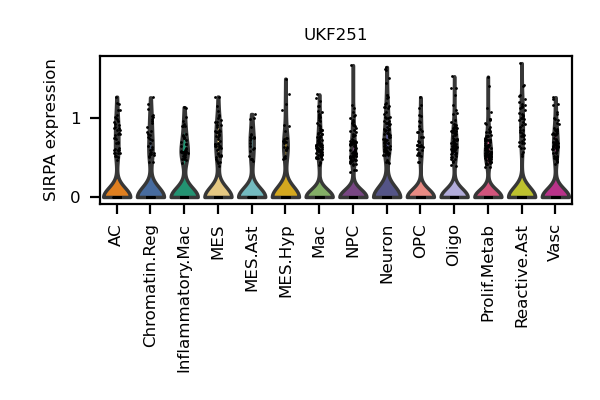 UKF251
SIRPA expression
1
0
AC
Chromatin.Reg
Inflammatory.Mac
MES
MES.Ast
MES.Hyp
Mac
NPC
Neuron
OPC
Oligo
Prolif.Metab
Reactive.Ast
Vasc